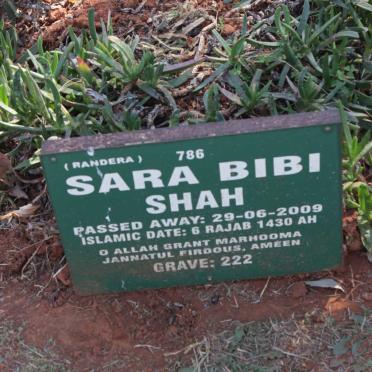 (RANDERA) 786
SARA BIBI
SHAH
PASSED AWAY: 29-06-2009
ISLAMIC DATE: 6 RAJAB 1430 AH
O ALLAH GRANT MARHOOMA
JANNATUL FIRDOUS, AMEEN
GRAVE: 222